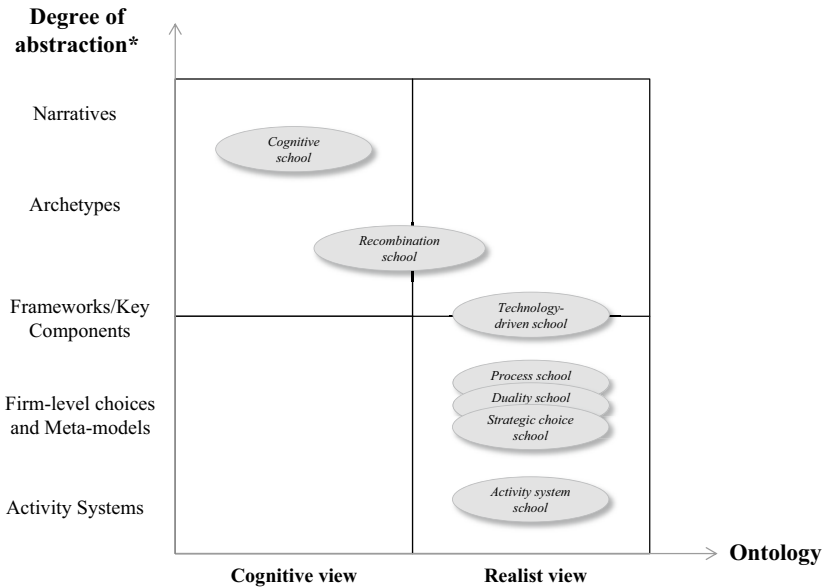 Degree of
abstraction*
Narratives
Cognitive
school
Archetypes
Recombination
school
Frameworks/Key
Components
Technology-
driven school
Process school
Duality school
Firm-level choices
and Meta-models
Strategic choice
school
Activity Systems
Activity system
school
Ontology
Cognitive view
Realist view